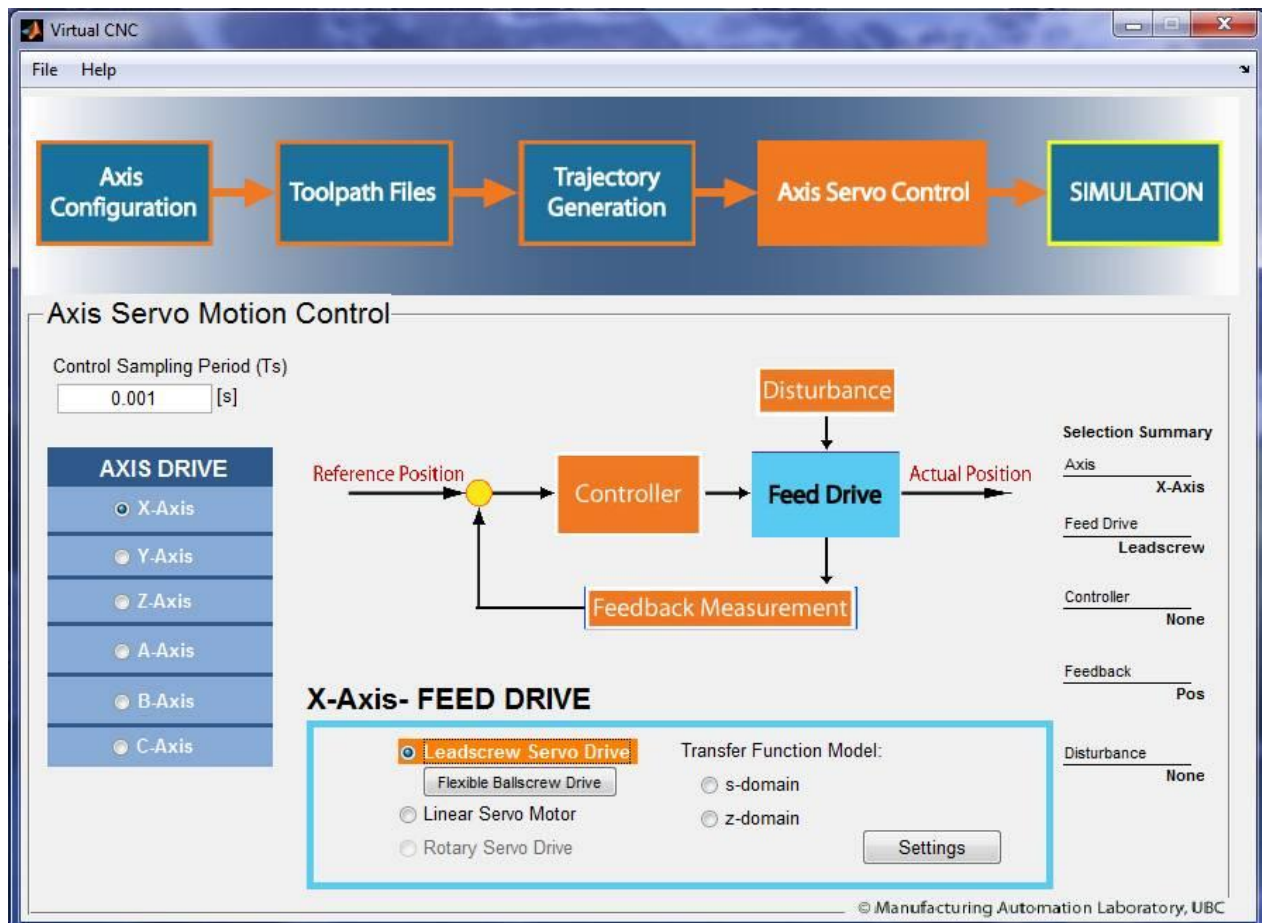 Virtual CNC
File Help
Axis
Configuration
Toolpath Files
Trajectory
Generation
Axis Servo Control
SIMULATION
Axis Servo Motion Control
Control Sampling Period (Ts)
0.001 [s]
AXIS DRIVE
X-Axis
Y-Axis
Z-Axis
A-Axis
B-Axis
C-Axis
Disturbance
Reference Position
Controller
Feed Drive
Actual Position
Feedback Measurement
Selection Summary
Axis
X-Axis
Feed Drive
Leadscrew
Controller
None
Feedback
Pos
Disturbance
None
X-Axis- FEED DRIVE
Leadscrew Servo Drive
Flexible Ballscrew Drive
Linear Servo Motor
Rotary Servo Drive
Transfer Function Model:
s-domain
z-domain
Settings
© Manufacturing Automation Laboratory, UBC